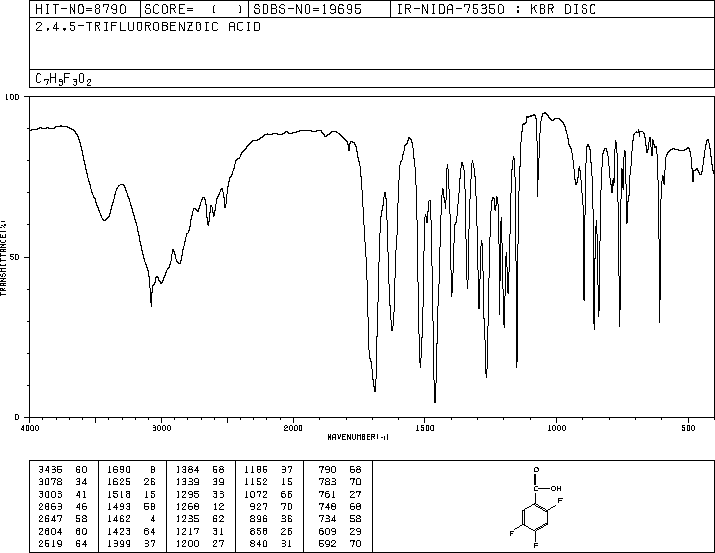 HIT-NO=8790 SCORE= ( ) SDBS-NO=19695 IR-NIDA-75350 : KBR DISC
2,4,5-TRIFLUOROBENZOIC ACID
C7H3F3O2
100
50
0
TRANSMITTANCE(%)
4000 3000 2000 1500 1000 500
WAVENUMBER(-1)
3435 60 1690 8 1384 68 1186 37 790 68
3078 34 1625 26 1339 39 1152 15 783 70
3003 41 1518 15 1295 33 1072 66 761 27
2863 46 1493 58 1268 12 927 70 748 68
2647 58 1462 4 1235 62 896 36 734 58
2604 60 1423 64 1217 31 858 26 609 29
2519 64 1399 37 1200 27 840 31 592 70
O
C OH
F
F
F